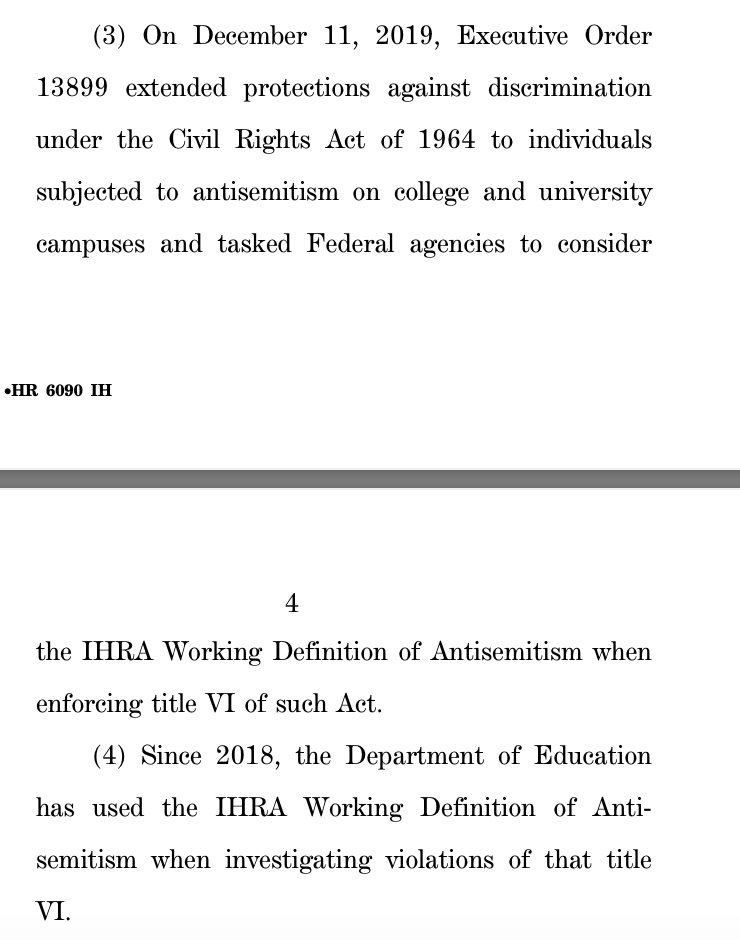 (3) On December 11, 2019, Executive Order
13899 extended protections against discrimination
under the Civil Rights Act of 1964 to individuals
subjected to antisemitism on college and university
campuses and tasked Federal agencies to consider
•HR 6090 IH
4
the IHRA Working Definition of Antisemitism when
enforcing title VI of such Act.
(4) Since 2018, the Department of Education
has used the IHRA Working Definition of Anti-
semitism when investigating violations of that title
VI.